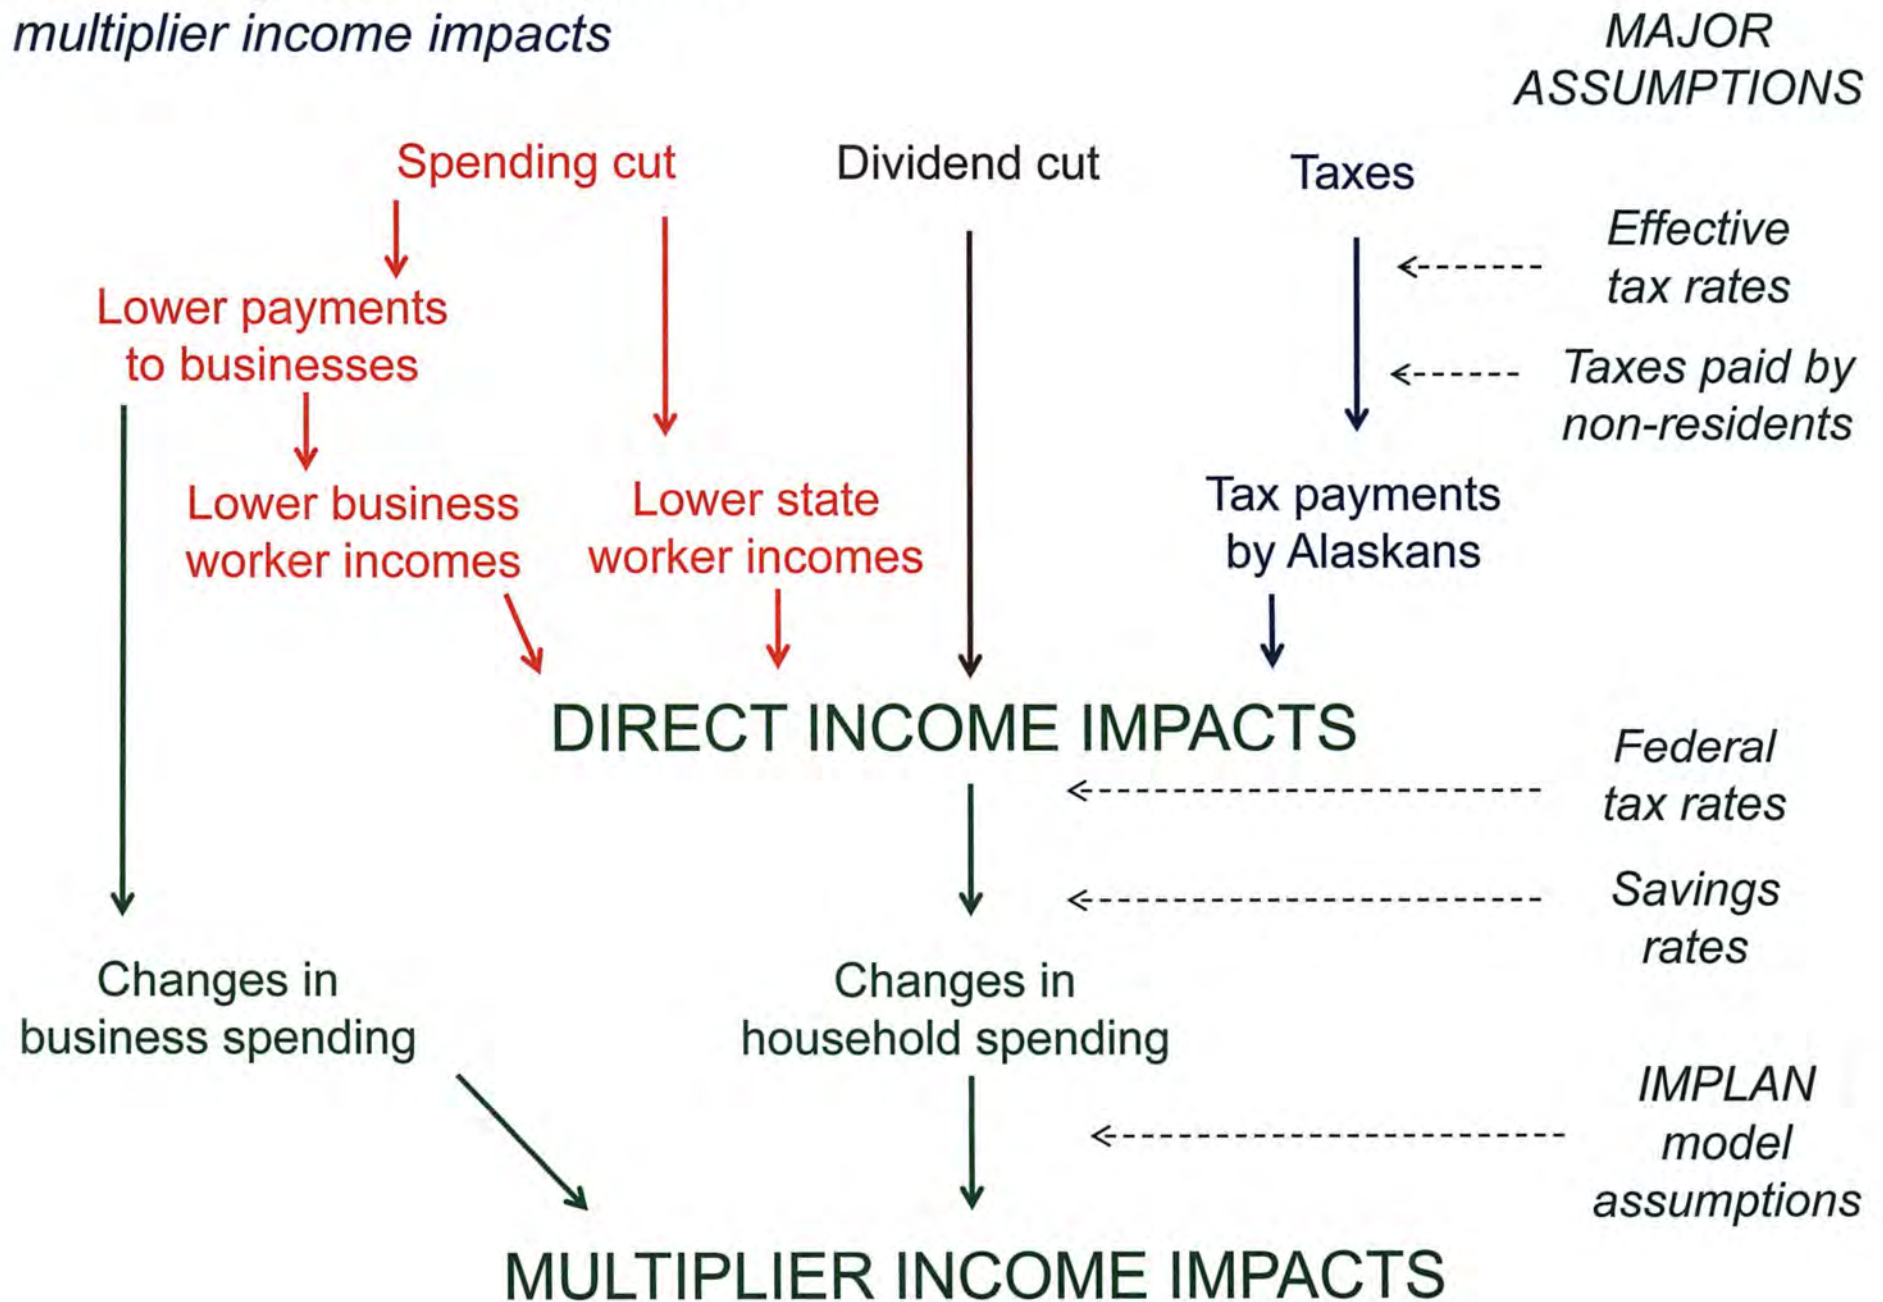 multiplier income impacts
MAJOR
ASSUMPTIONS
Spending cut
Dividend cut
Taxes
Effective
tax rates
Lower payments
to businesses
Taxes paid by
non-residents
Lower business
worker incomes
Lower state
worker incomes
Tax payments
by Alaskans
DIRECT INCOME IMPACTS
Federal
tax rates
Savings
rates
Changes in
business spending
Changes in
household spending
IMPLAN
model
assumptions
MULTIPLIER INCOME IMPACTS